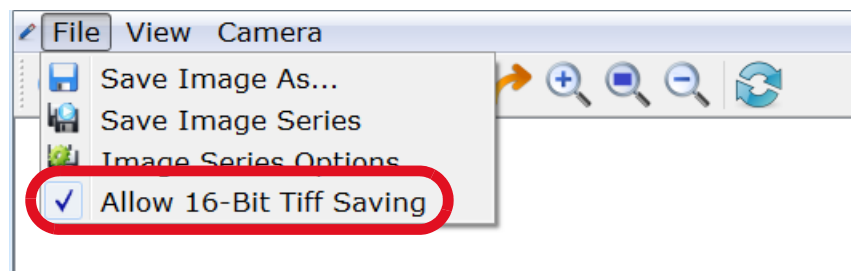 File View Camera
Save Image As...
Save Image Series
Image Series Options
Allow 16-Bit Tiff Saving